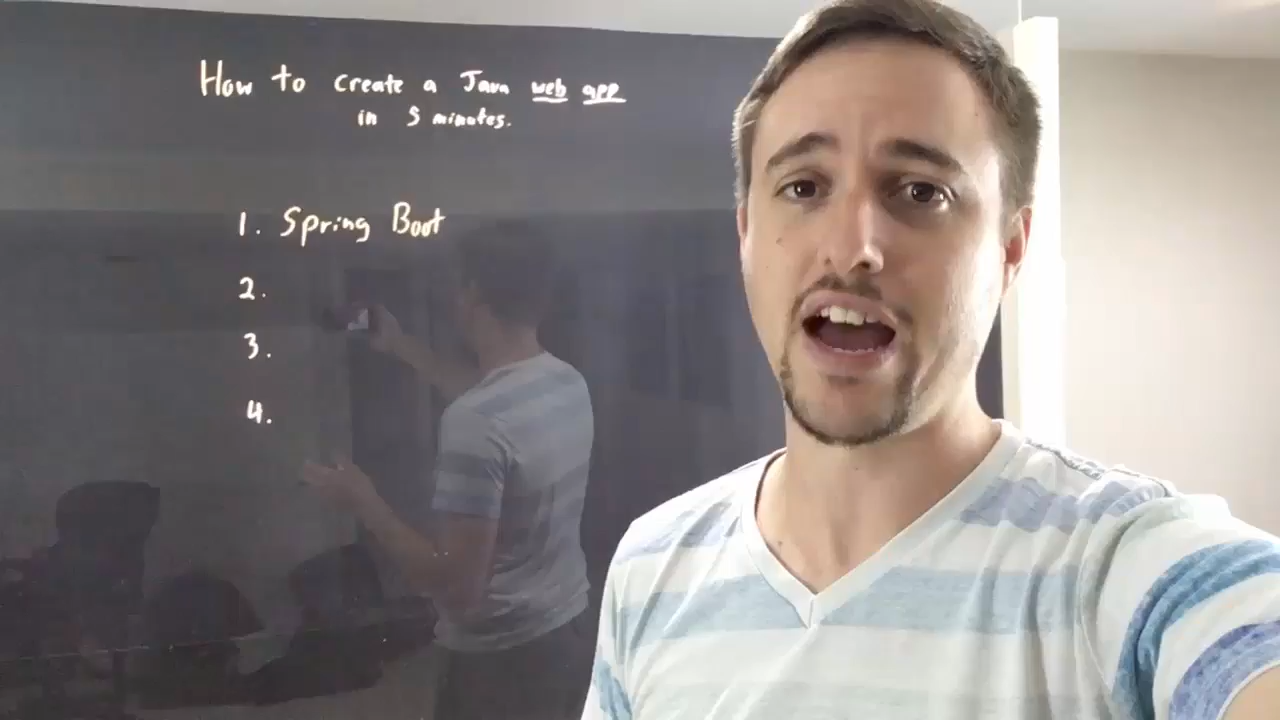 How to create a Java web app
in 5 minutes.
1. Spring Boot
2.
3.
4.